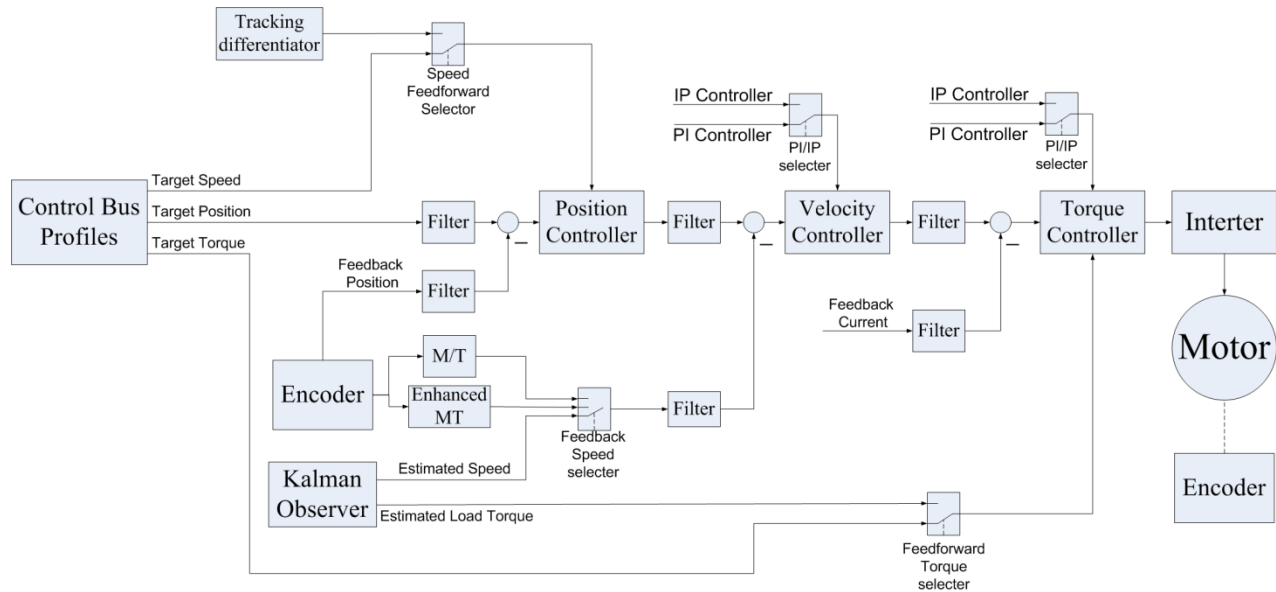 Tracking
differentiator
Speed
Feedforward
Selector
IP Controller
PI Controller
PI/IP
selecter
IP Controller
PI Controller
PI/IP
selecter
Control Bus
Profiles
Target Speed
Target Position
Target Torque
Filter
Position
Controller
Filter
Velocity
Controller
Filter
Torque
Controller
Interter
Feedback
Position
Filter
Feedback
Current
Filter
Motor
Encoder
M/T
Enhanced
MT
Feedback
Speed
selecter
Filter
Kalman
Observer
Estimated Speed
Estimated Load Torque
Feedforward
Torque
selecter
Encoder